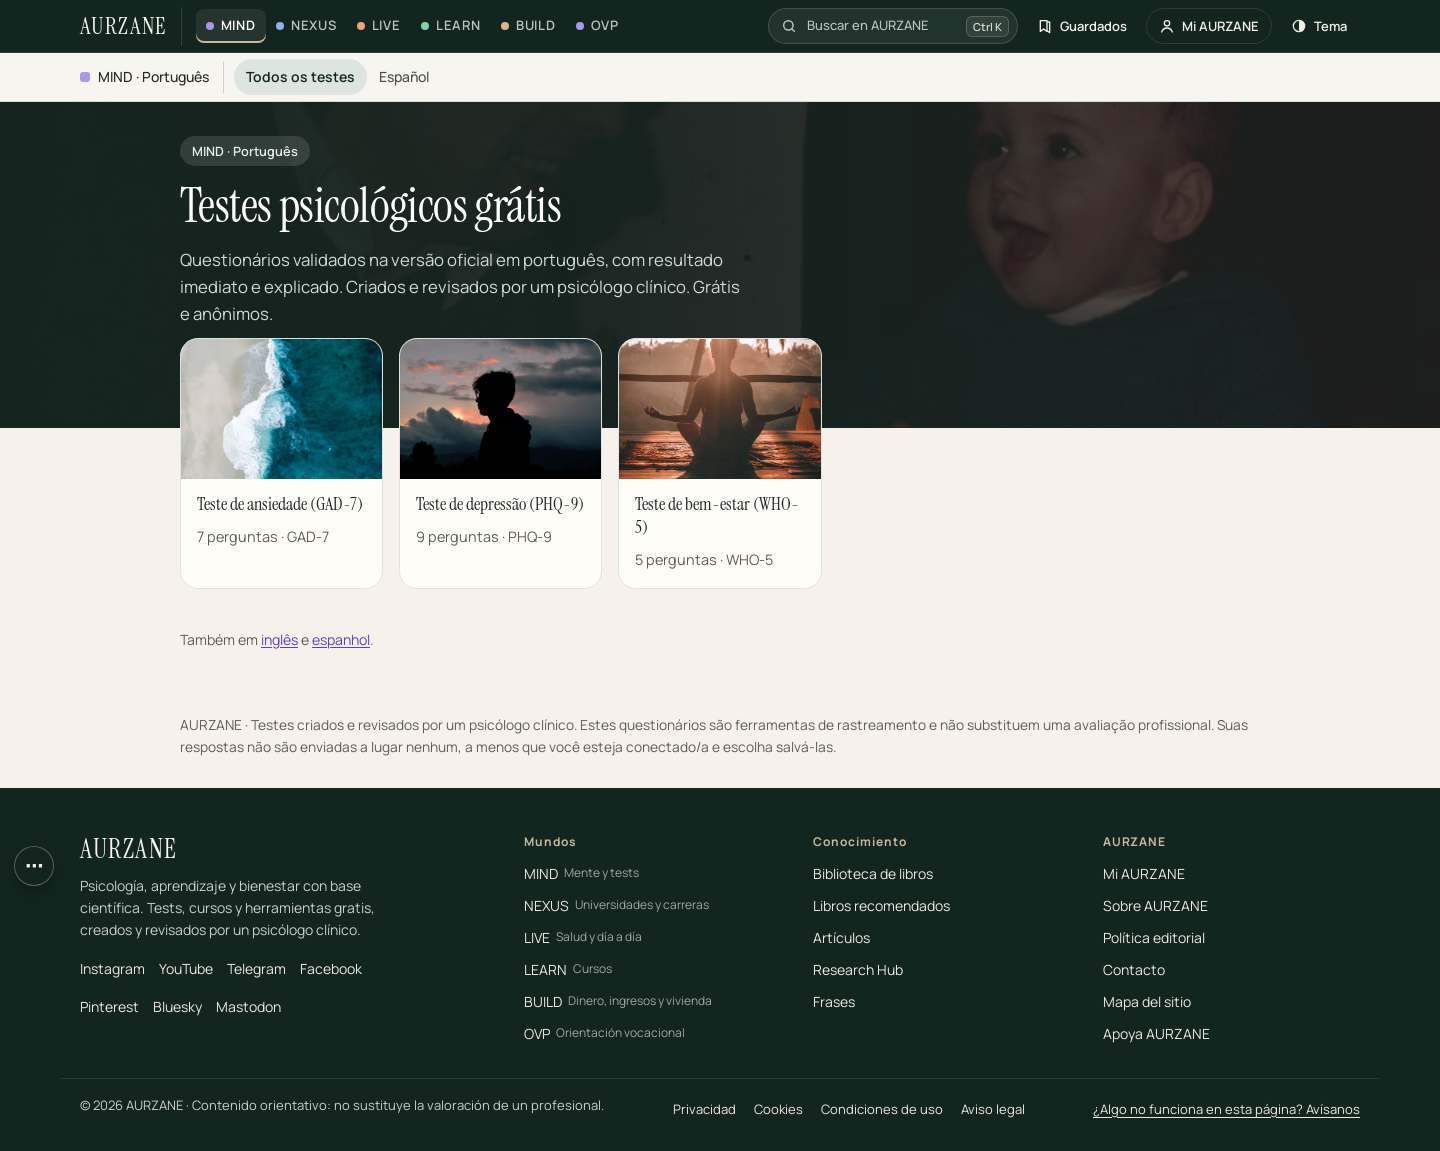 AURZANE
MIND
NEXUS
LIVE
LEARN
BUILD
OVP
Buscar en AURZANE
Ctrl K
Guardados
Mi AURZANE
Tema
MIND · Português
Todos os testes
Español
MIND · Português
Testes psicológicos grátis
Questionários validados na versão oficial em português, com resultado
imediato e explicado. Criados e revisados por um psicólogo clínico. Grátis
e anônimos.
Teste de ansiedade (GAD-7)
7 perguntas · GAD-7
Teste de depressão (PHQ-9)
9 perguntas · PHQ-9
Teste de bem-estar (WHO-
5)
5 perguntas · WHO-5
Também em inglês e espanhol.
AURZANE · Testes criados e revisados por um psicólogo clínico. Estes questionários são ferramentas de rastreamento e não substituem uma avaliação profissional. Suas
respostas não são enviadas a lugar nenhum, a menos que você esteja conectado/a e escolha salvá-las.
AURZANE
Psicología, aprendizaje y bienestar con base
científica. Tests, cursos y herramientas gratis,
creados y revisados por un psicólogo clínico.
Instagram YouTube Telegram Facebook
Pinterest Bluesky Mastodon
Mundos
MIND Mente y tests
NEXUS Universidades y carreras
LIVE Salud y día a día
LEARN Cursos
BUILD Dinero, ingresos y vivienda
OVP Orientación vocacional
Conocimiento
Biblioteca de libros
Libros recomendados
Artículos
Research Hub
Frases
AURZANE
Mi AURZANE
Sobre AURZANE
Política editorial
Contacto
Mapa del sitio
Apoya AURZANE
© 2026 AURZANE · Contenido orientativo: no sustituye la valoración de un profesional.
Privacidad Cookies Condiciones de uso Aviso legal
¿Algo no funciona en esta página? Avísanos